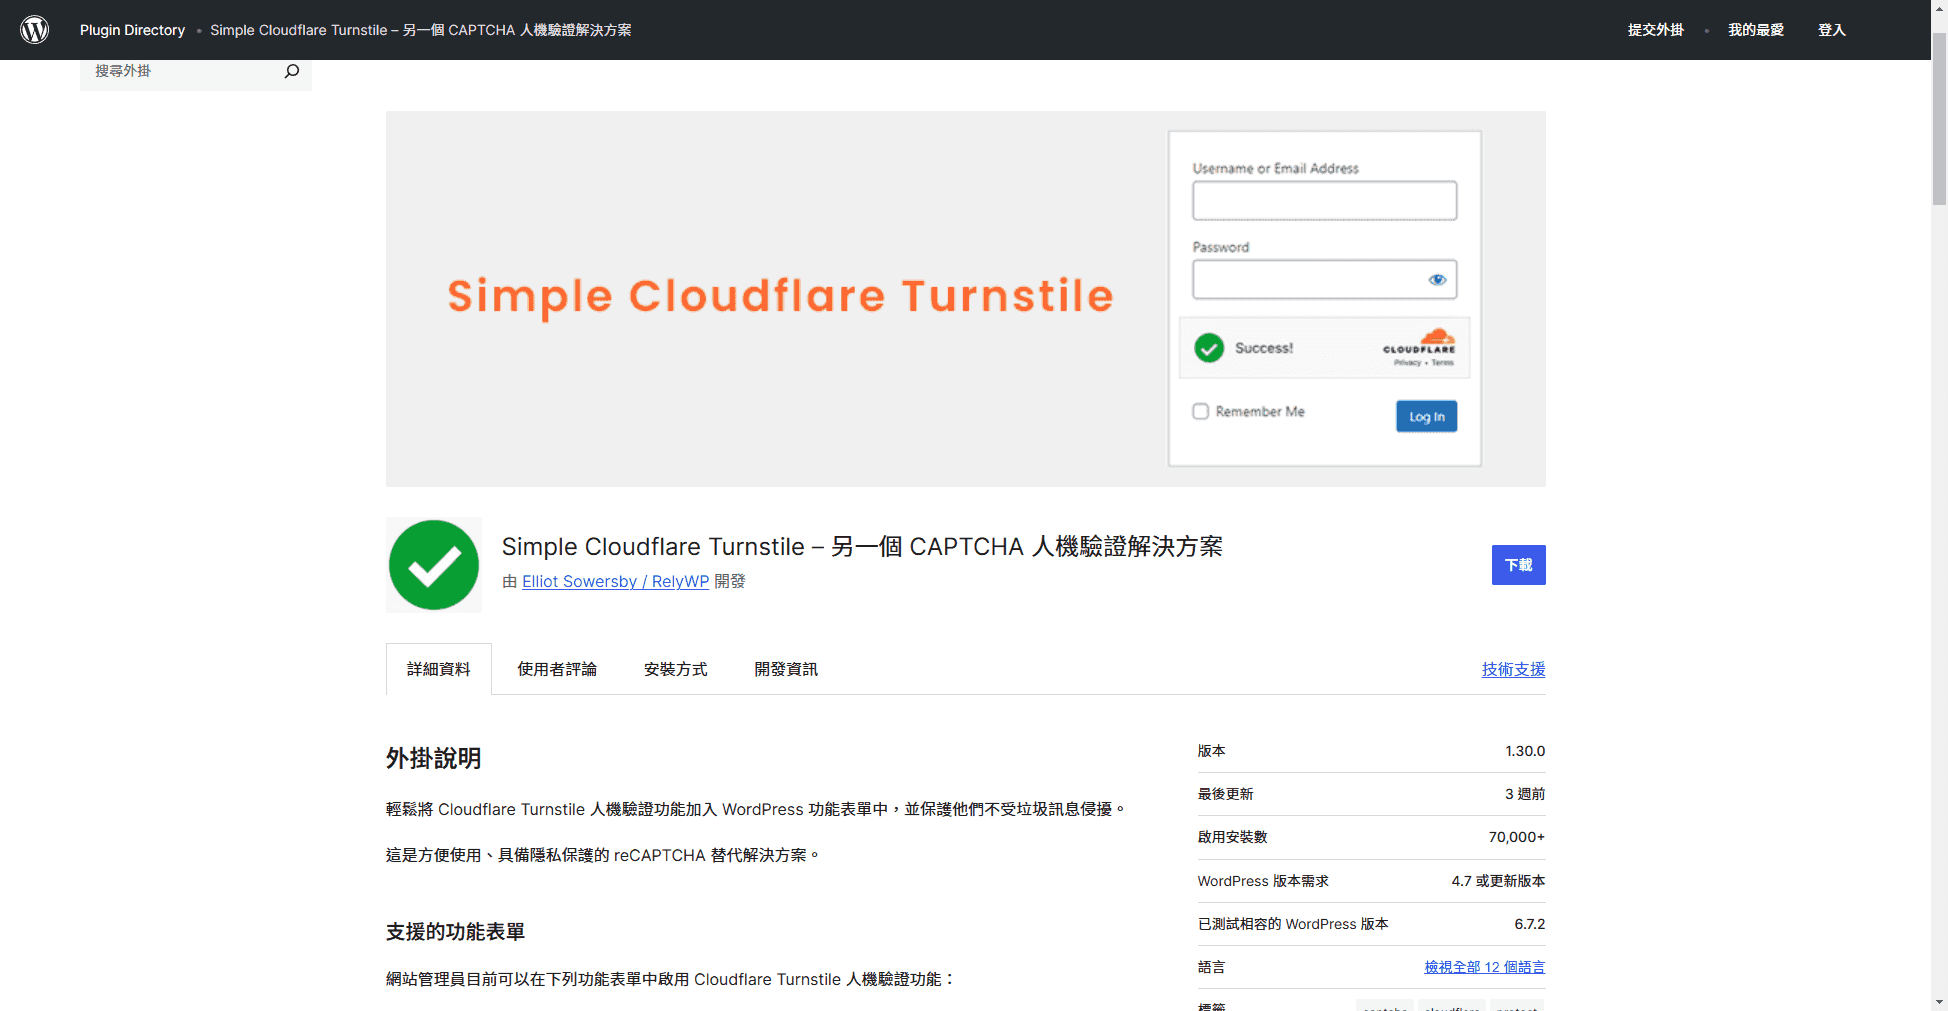 Plugin Directory • Simple Cloudflare Turnstile – 另一個 CAPTCHA 人機驗證解決方案
提交外掛 • 我的最愛 登入
搜尋外掛
Simple Cloudflare Turnstile
Username or Email Address
Password
Success!
CLOUDFLARE
Privacy • Terms
Remember Me
Log In
Simple Cloudflare Turnstile – 另一個 CAPTCHA 人機驗證解決方案
由 Elliot Sowersby / RelyWP 開發
下載
詳細資料 使用者評論 安裝方式 開發資訊 技術支援
外掛說明
輕鬆將 Cloudflare Turnstile 人機驗證功能加入 WordPress 功能表單中，並保護他們不受垃圾訊息侵擾。
這是方便使用、具備隱私保護的 reCAPTCHA 替代解決方案。
支援的功能表單
網站管理員目前可以在下列功能表單中啟用 Cloudflare Turnstile 人機驗證功能：
版本 1.30.0
最後更新 3 週前
啟用安裝數 70,000+
WordPress 版本需求 4.7 或更新版本
已測試相容的 WordPress 版本 6.7.2
語言 檢視全部 12 個語言
標籤 captcha cloudflare protect